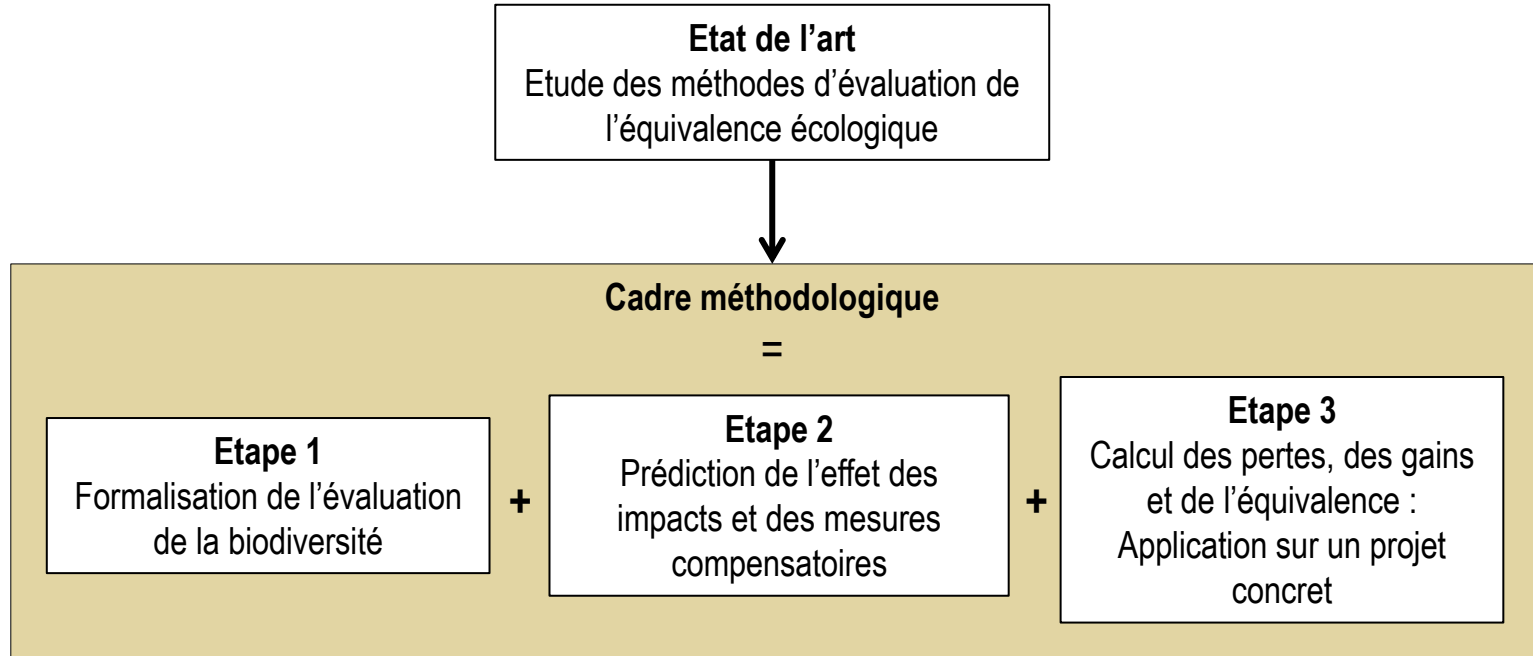 Etat de l’art
Etude des méthodes d’évaluation de
l’équivalence écologique
Cadre méthodologique
=
Etape 1
Formalisation de l’évaluation
de la biodiversité
+
Etape 2
Prédiction de l’effet des
impacts et des mesures
compensatoires
+
Etape 3
Calcul des pertes, des gains
et de l’équivalence :
Application sur un projet
concret